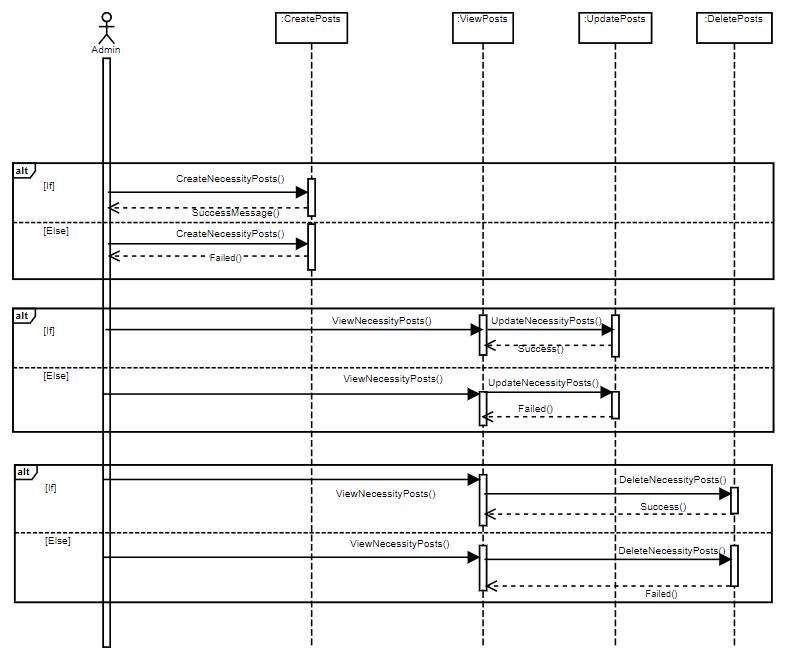 :CreatePosts
:ViewPosts
:UpdatePosts
:DeletePosts
Admin
alt
[If]
CreateNecessityPosts()
SuccessMessage()
[Else]
CreateNecessityPosts()
Failed()
alt
[If]
ViewNecessityPosts()
UpdateNecessityPosts()
Success()
[Else]
ViewNecessityPosts()
UpdateNecessityPosts()
Failed()
alt
[If]
ViewNecessityPosts()
DeleteNecessityPosts()
Success()
[Else]
ViewNecessityPosts()
DeleteNecessityPosts()
Failed()